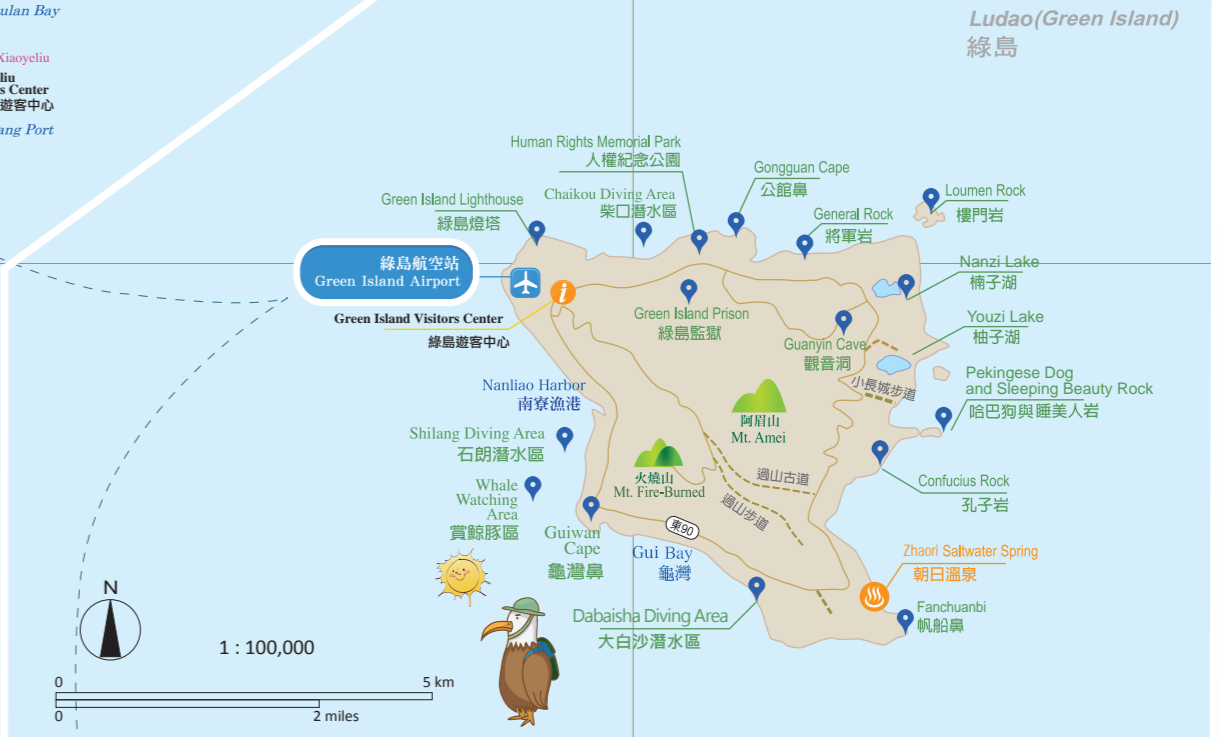 ulan Bay
Xiaoyeliu
liu
s Center
遊客中心
ang Port
Ludao(Green Island)
綠島
Human Rights Memorial Park
人權紀念公園
Gongguan Cape
公館鼻
Chaikou Diving Area
柴口潛水區
Green Island Lighthouse
綠島燈塔
General Rock
將軍岩
Loumen Rock
樓門岩
綠島航空站
Green Island Airport
i
Nanzi Lake
楠子湖
Green Island Visitors Center
綠島遊客中心
Green Island Prison
綠島監獄
Youzi Lake
柚子湖
Guanyin Cave
觀音洞
小長城步道
Pekingese Dog
and Sleeping Beauty Rock
哈巴狗與睡美人岩
Nanliao Harbor
南寮漁港
阿眉山
Mt. Amei
Shilang Diving Area
石朗潛水區
火燒山
Mt. Fire-Burned
過山古道
過山步道
Confucius Rock
孔子岩
Whale
Watching
Area
賞鯨豚區
Guiwan
Cape
龜灣鼻
東90
Gui Bay
龜灣
Zhaori Saltwater Spring
朝日溫泉
Dabaisha Diving Area
大白沙潛水區
Fanchuanbi
帆船鼻
N
1 : 100,000
0
5 km
0
2 miles